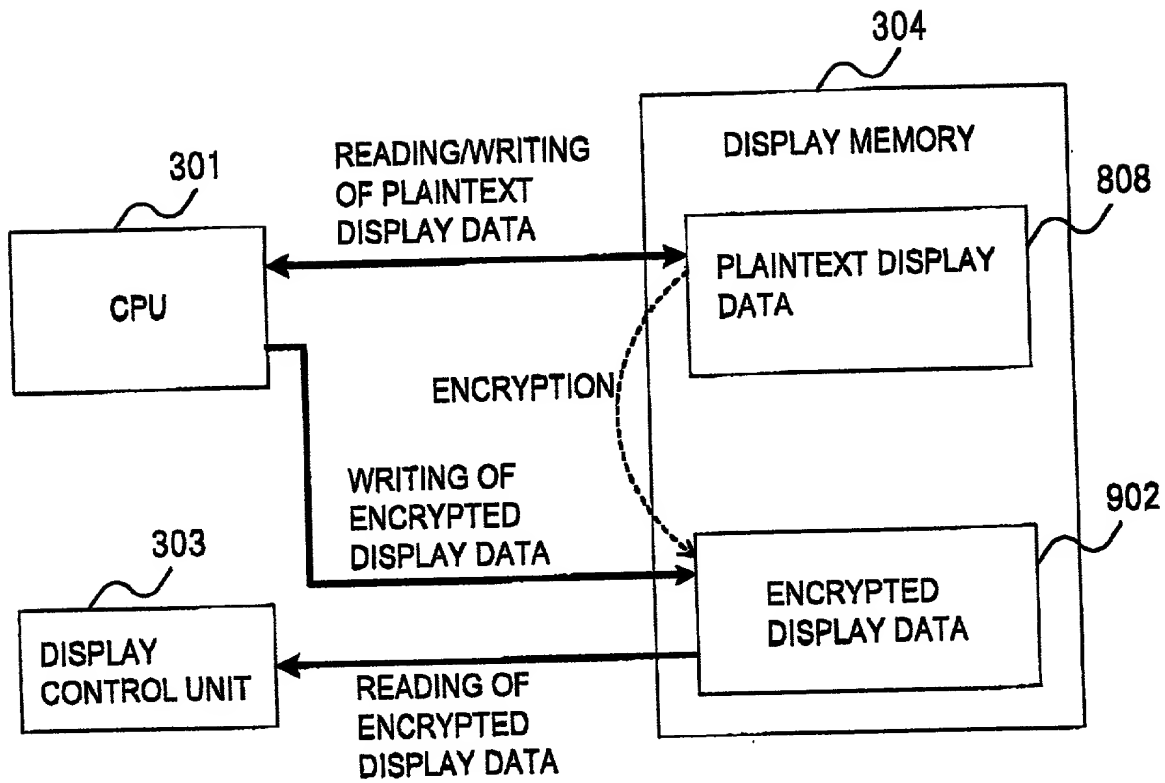 304
DISPLAY MEMORY
301
READING/WRITING
OF PLAINTEXT
DISPLAY DATA
808
CPU
PLAINTEXT DISPLAY
DATA
ENCRYPTION
WRITING OF
ENCRYPTED
DISPLAY DATA
902
303
ENCRYPTED
DISPLAY DATA
DISPLAY
CONTROL UNIT
READING OF
ENCRYPTED
DISPLAY DATA